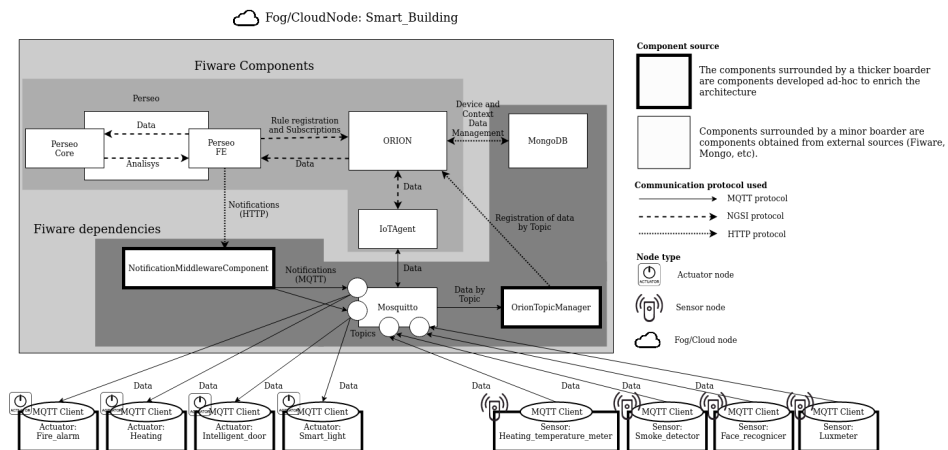 Fog/CloudNode: Smart_Building
Fiware Components
Perseo
Perseo
Core
Data
Analisys
Perseo
FE
Rule registration
and Subscriptions
Data
ORION
Device and
Context
Data
Management
MongoDB
Data
Notifications
(HTTP)
IoTAgent
Registration of data
by Topic
Fiware dependencies
NotificationMiddlewareComponent
Notifications
(MQTT)
Data
Mosquitto
Data by
Topic
OrionTopicManager
Topics
Data
Data
Data
Data
Data
Data
Data
Data
ACTUATOR
MQTT Client
Actuator:
Fire_alarm
ACTUATOR
MQTT Client
Actuator:
Heating
ACTUATOR
MQTT Client
Actuator:
Intelligent_door
ACTUATOR
MQTT Client
Actuator:
Smart_light
MQTT Client
Sensor:
Heating_temperature_meter
MQTT Client
Sensor:
Smoke_detector
MQTT Client
Sensor:
Face_recognicer
MQTT Client
Sensor:
Luxmeter
Component source
The components surrounded by a thicker boarder
are components developed ad-hoc to enrich the
architecture
Components surrounded by a minor boarder are
components obtained from external sources (Fiware,
Mongo, etc).
Communication protocol used
MQTT protocol
NGSI protocol
HTTP protocol
Node type
ACTUATOR
Actuator node
Sensor node
Fog/Cloud node